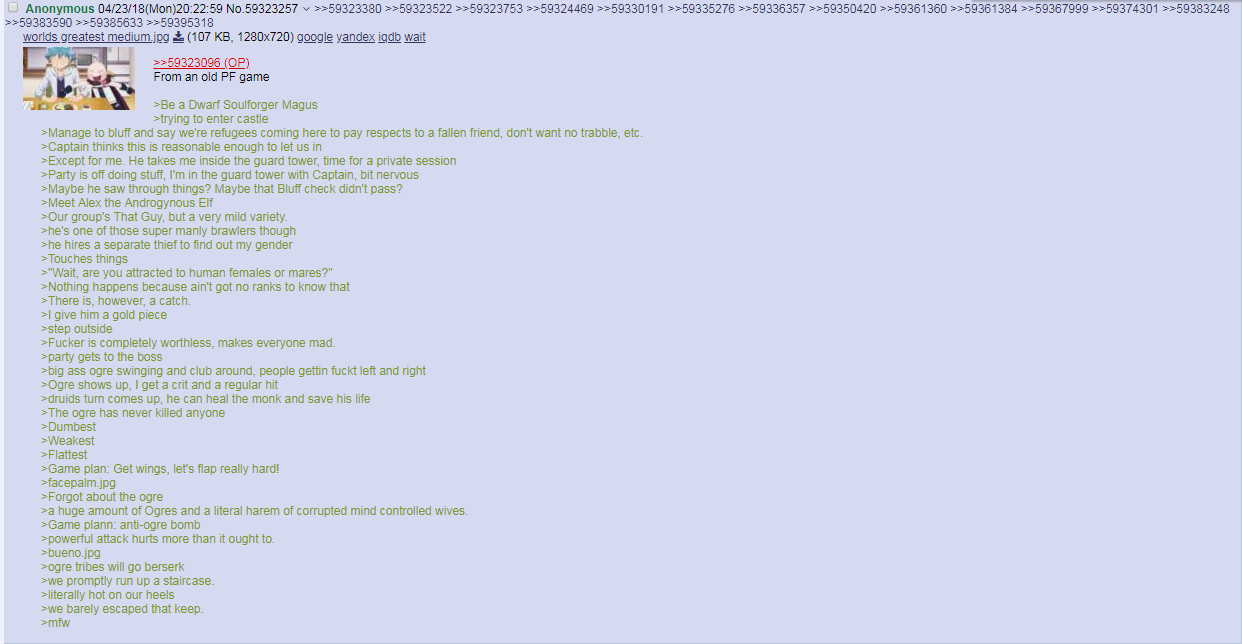 Anonymous 04/23/18(Mon)20:22:59 No.59323257 >>59323380 >>59323522 >>59323753 >>59324469 >>59330191 >>59335276 >>59336357 >>59350420 >>59361360 >>59361384 >>59367999 >>59374301 >>59383248
>>59383590 >>59385633 >>59395318
worlds greatest medium.jpg (107 KB, 1280x720) google yandex iqdb wait
>>59323096 (OP)
From an old PF game
>Be a Dwarf Soulforger Magus
>trying to enter castle
>Manage to bluff and say we're refugees coming here to pay respects to a fallen friend, don't want no trabble, etc.
>Captain thinks this is reasonable enough to let us in
>Except for me. He takes me inside the guard tower, time for a private session
>Party is off doing stuff, I'm in the guard tower with Captain, bit nervous
>Maybe he saw through things? Maybe that Bluff check didn't pass?
>Meet Alex the Androgynous Elf
>Our group's That Guy, but a very mild variety.
>he's one of those super manly brawlers though
>he hires a separate thief to find out my gender
>Touches things
>"Wait, are you attracted to human females or mares?"
>Nothing happens because ain't got no ranks to know that
>There is, however, a catch.
>I give him a gold piece
>step outside
>Fucker is completely worthless, makes everyone mad.
>party gets to the boss
>big ass ogre swinging and club around, people gettin fuckt left and right
>Ogre shows up, I get a crit and a regular hit
>druids turn comes up, he can heal the monk and save his life
>The ogre has never killed anyone
>Dumbest
>Weakest
>Flattest
>Game plan: Get wings, let's flap really hard!
>facepalm.jpg
>Forgot about the ogre
>a huge amount of Ogres and a literal harem of corrupted mind controlled wives.
>Game plann: anti-ogre bomb
>powerful attack hurts more than it ought to.
>bueno.jpg
>ogre tribes will go berserk
>we promptly run up a staircase.
>literally hot on our heels
>we barely escaped that keep.
>mfw